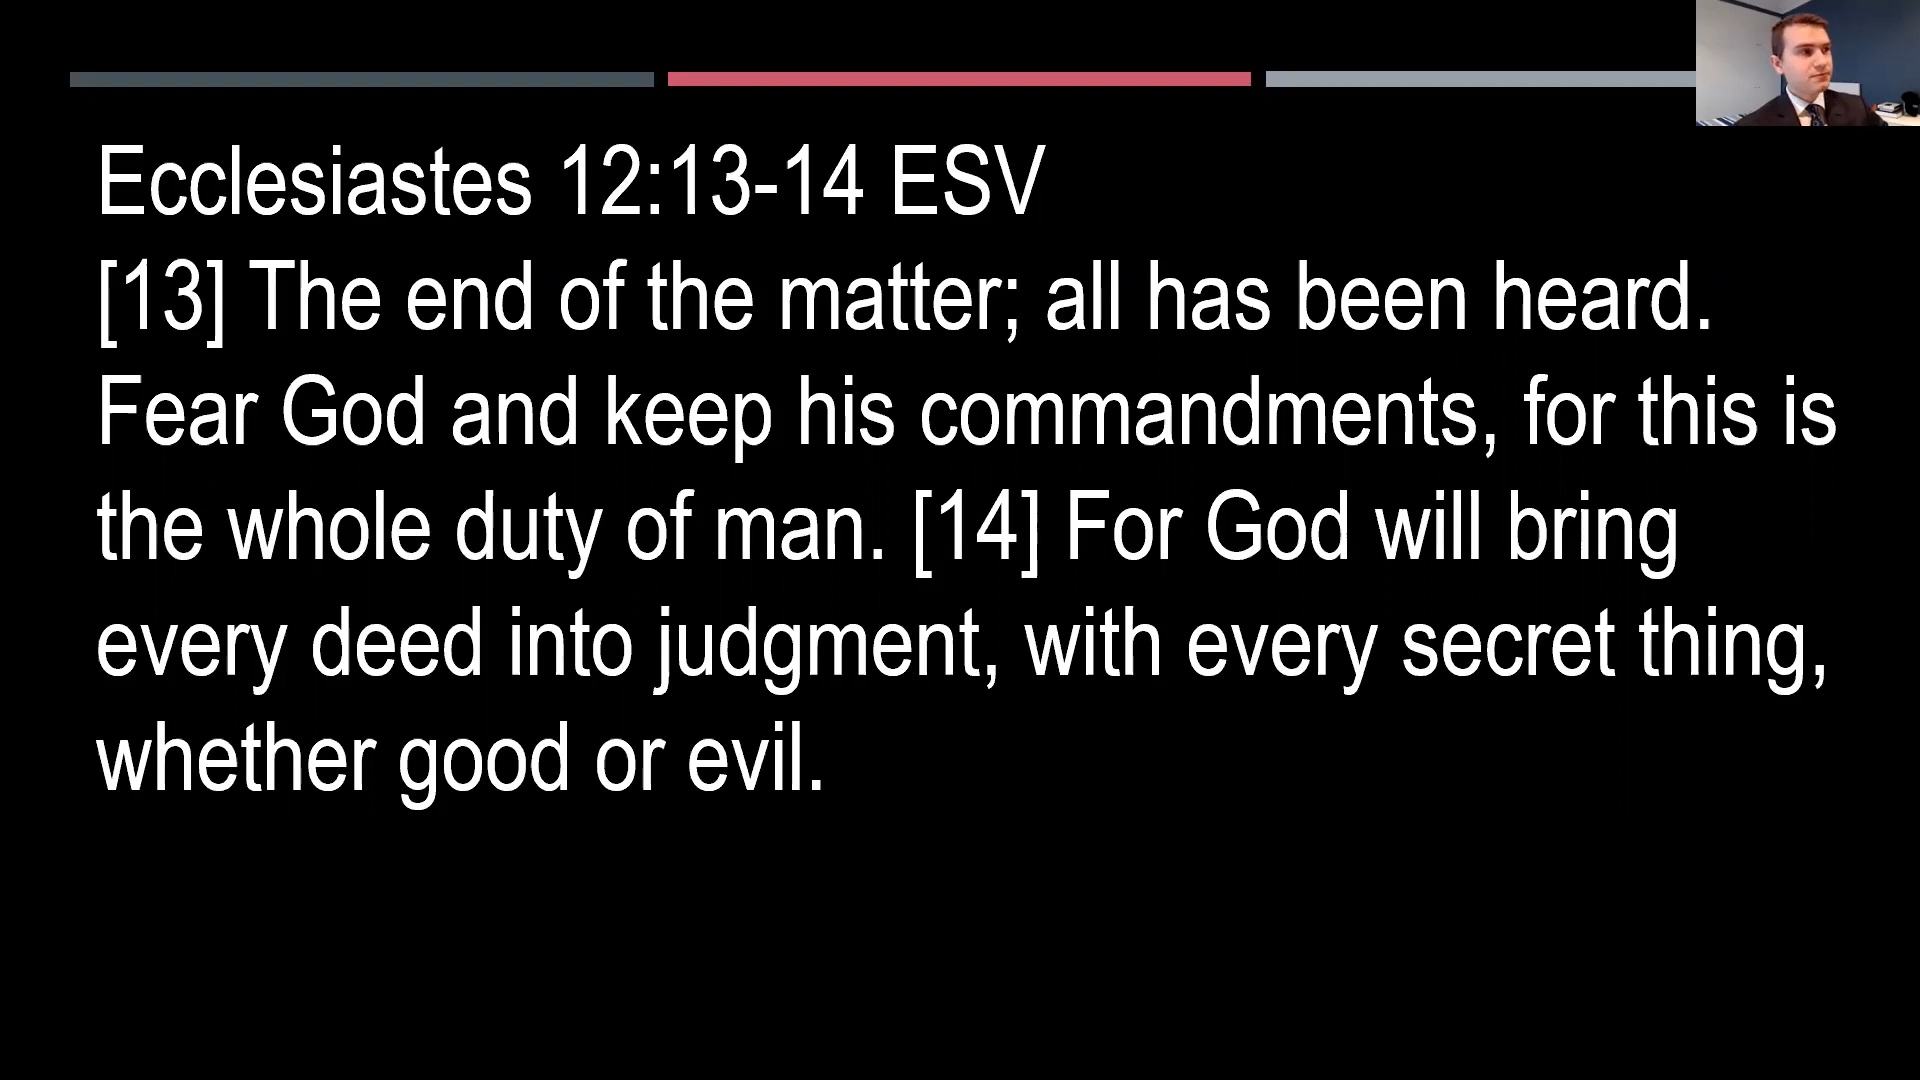 Ecclesiastes 12:13-14 ESV
[13] The end of the matter; all has been heard.
Fear God and keep his commandments, for this is
the whole duty of man. [14] For God will bring
every deed into judgment, with every secret thing,
whether good or evil.